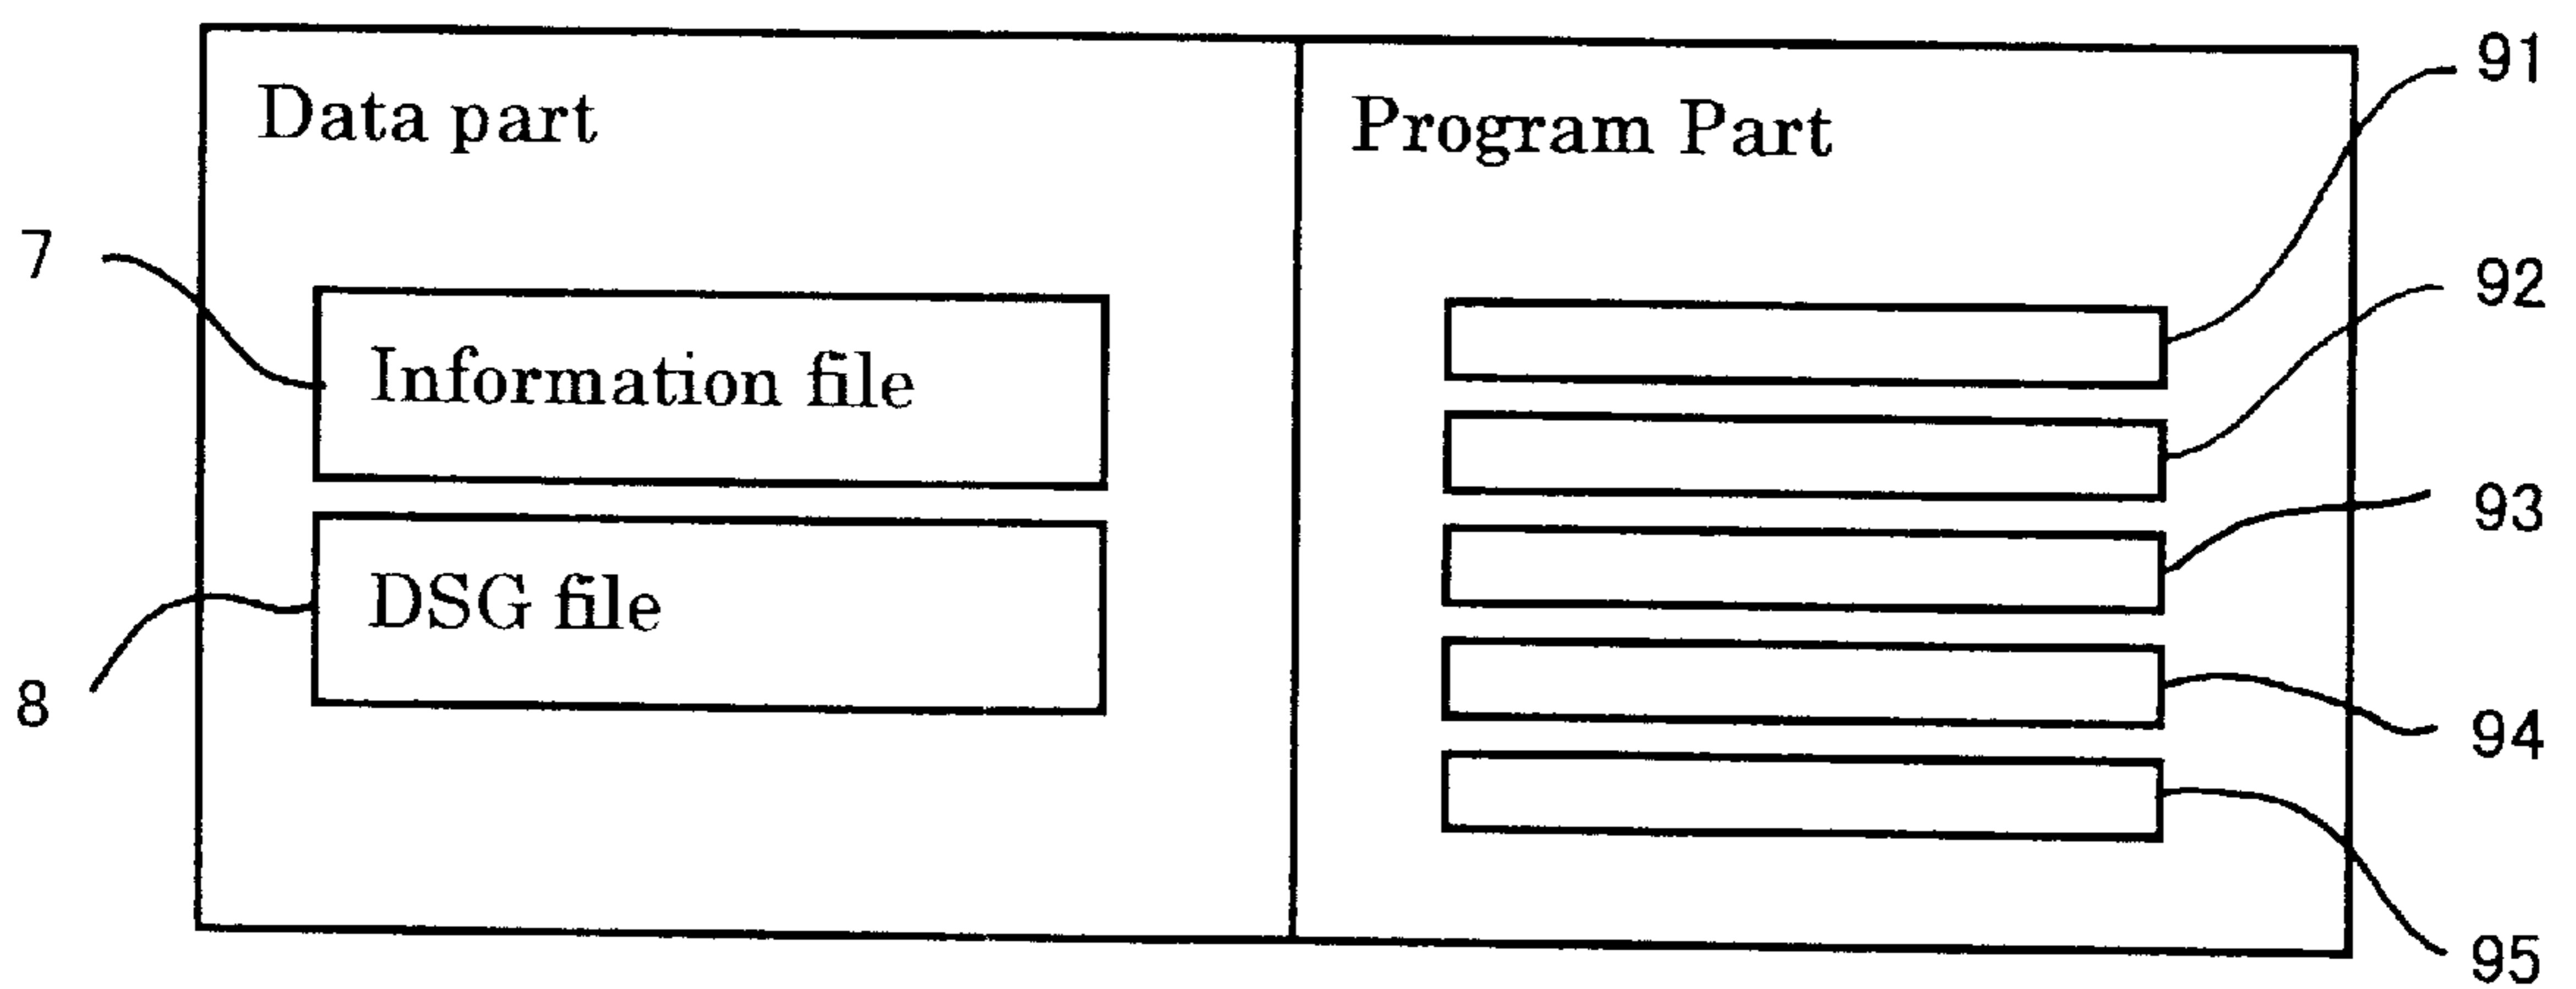 Data part
Program Part
91
7
92
Information file
93
DSG file
8
94
95